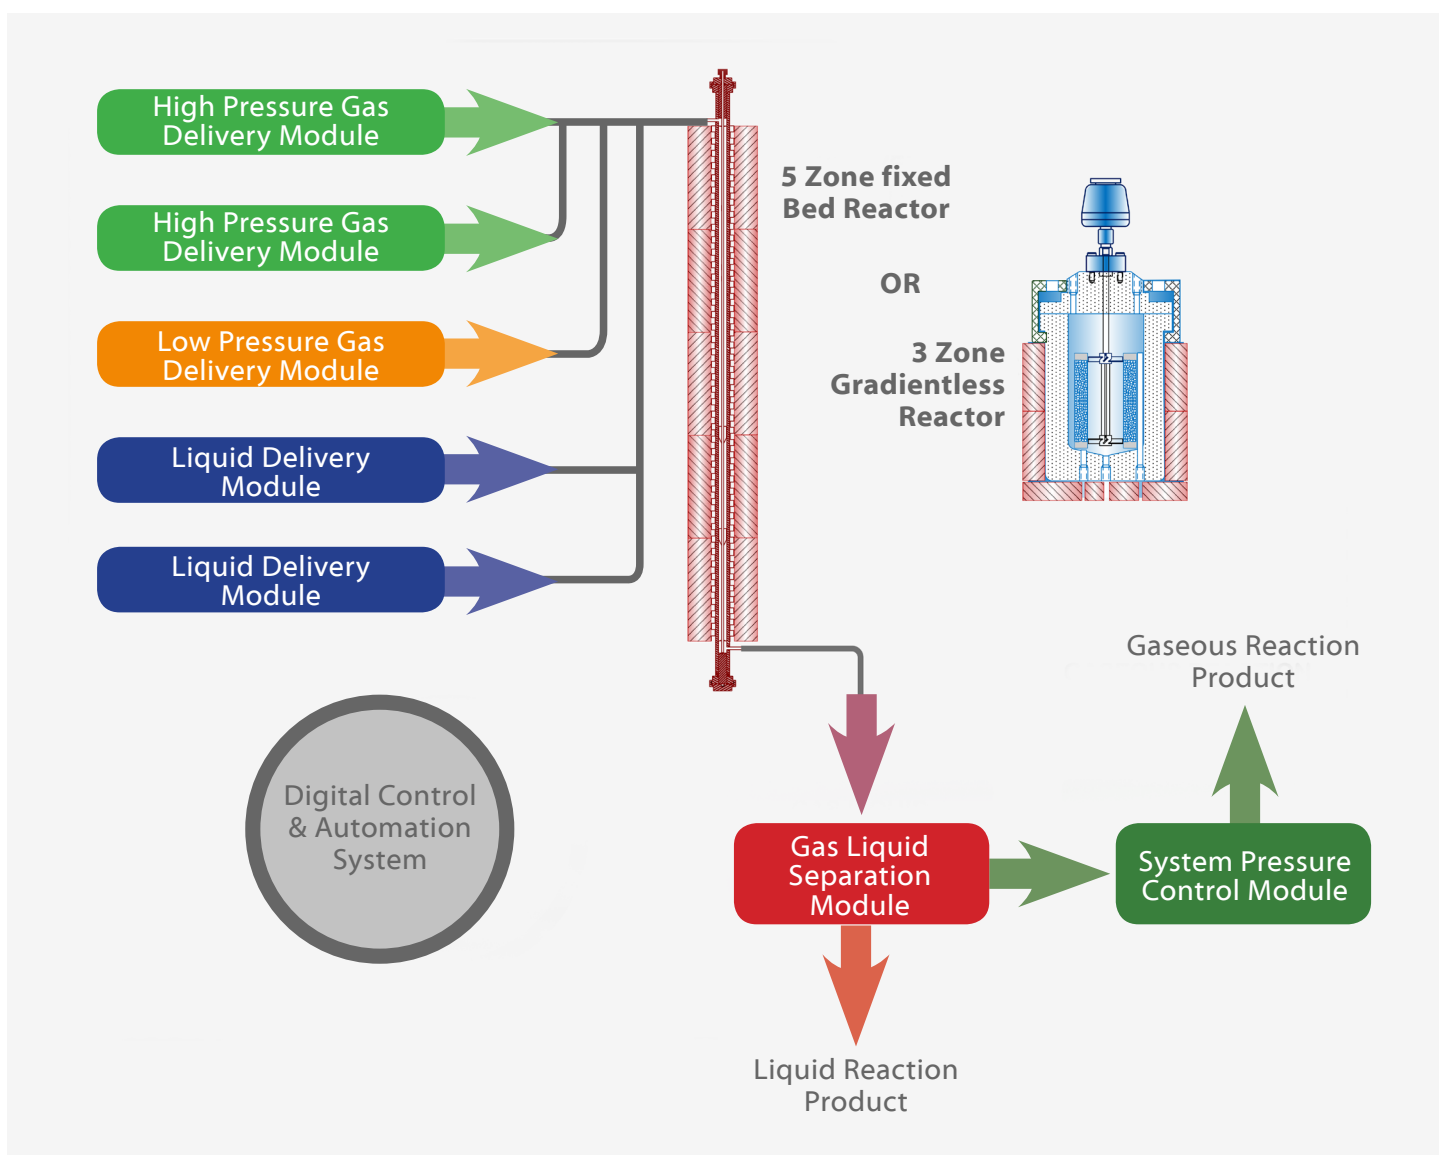 High Pressure Gas
Delivery Module
High Pressure Gas
Delivery Module
Low Pressure Gas
Delivery Module
Liquid Delivery
Module
Liquid Delivery
Module
5 Zone fixed
Bed Reactor
OR
3 Zone
Gradientless
Reactor
Digital Control
& Automation
System
Gas Liquid
Separation
Module
System Pressure
Control Module
Gaseous Reaction
Product
Liquid Reaction
Product